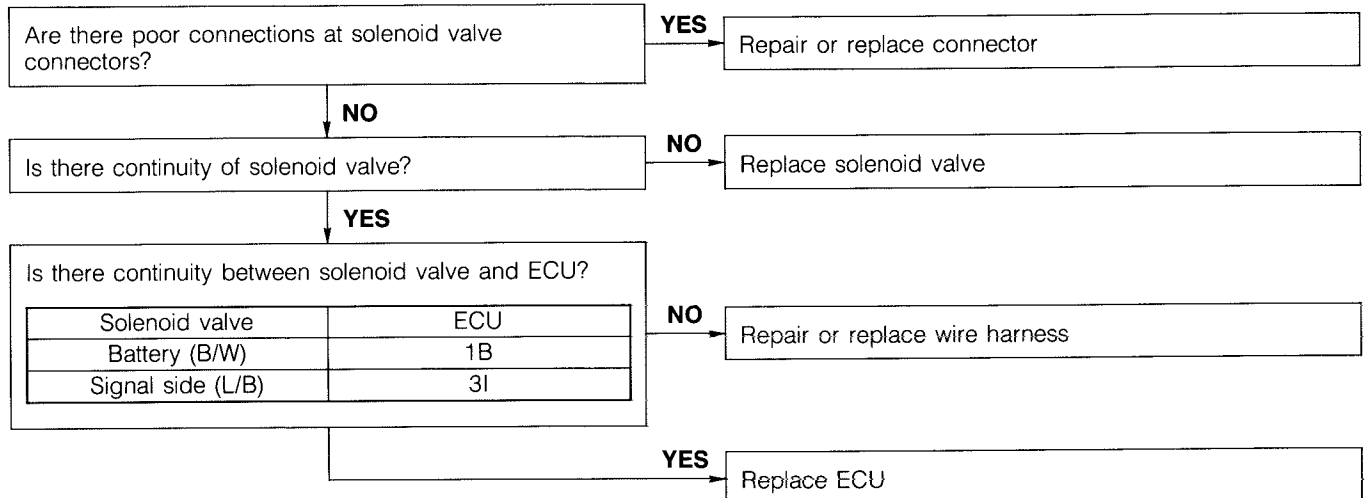 Are there poor connections at solenoid valve
connectors?
YES
Repair or replace connector
NO
Is there continuity of solenoid valve?
NO
Replace solenoid valve
YES
Is there continuity between solenoid valve and ECU?
Solenoid valve ECU
Battery (B/W) 1B
Signal side (L/B) 3I
NO
Repair or replace wire harness
YES
Replace ECU